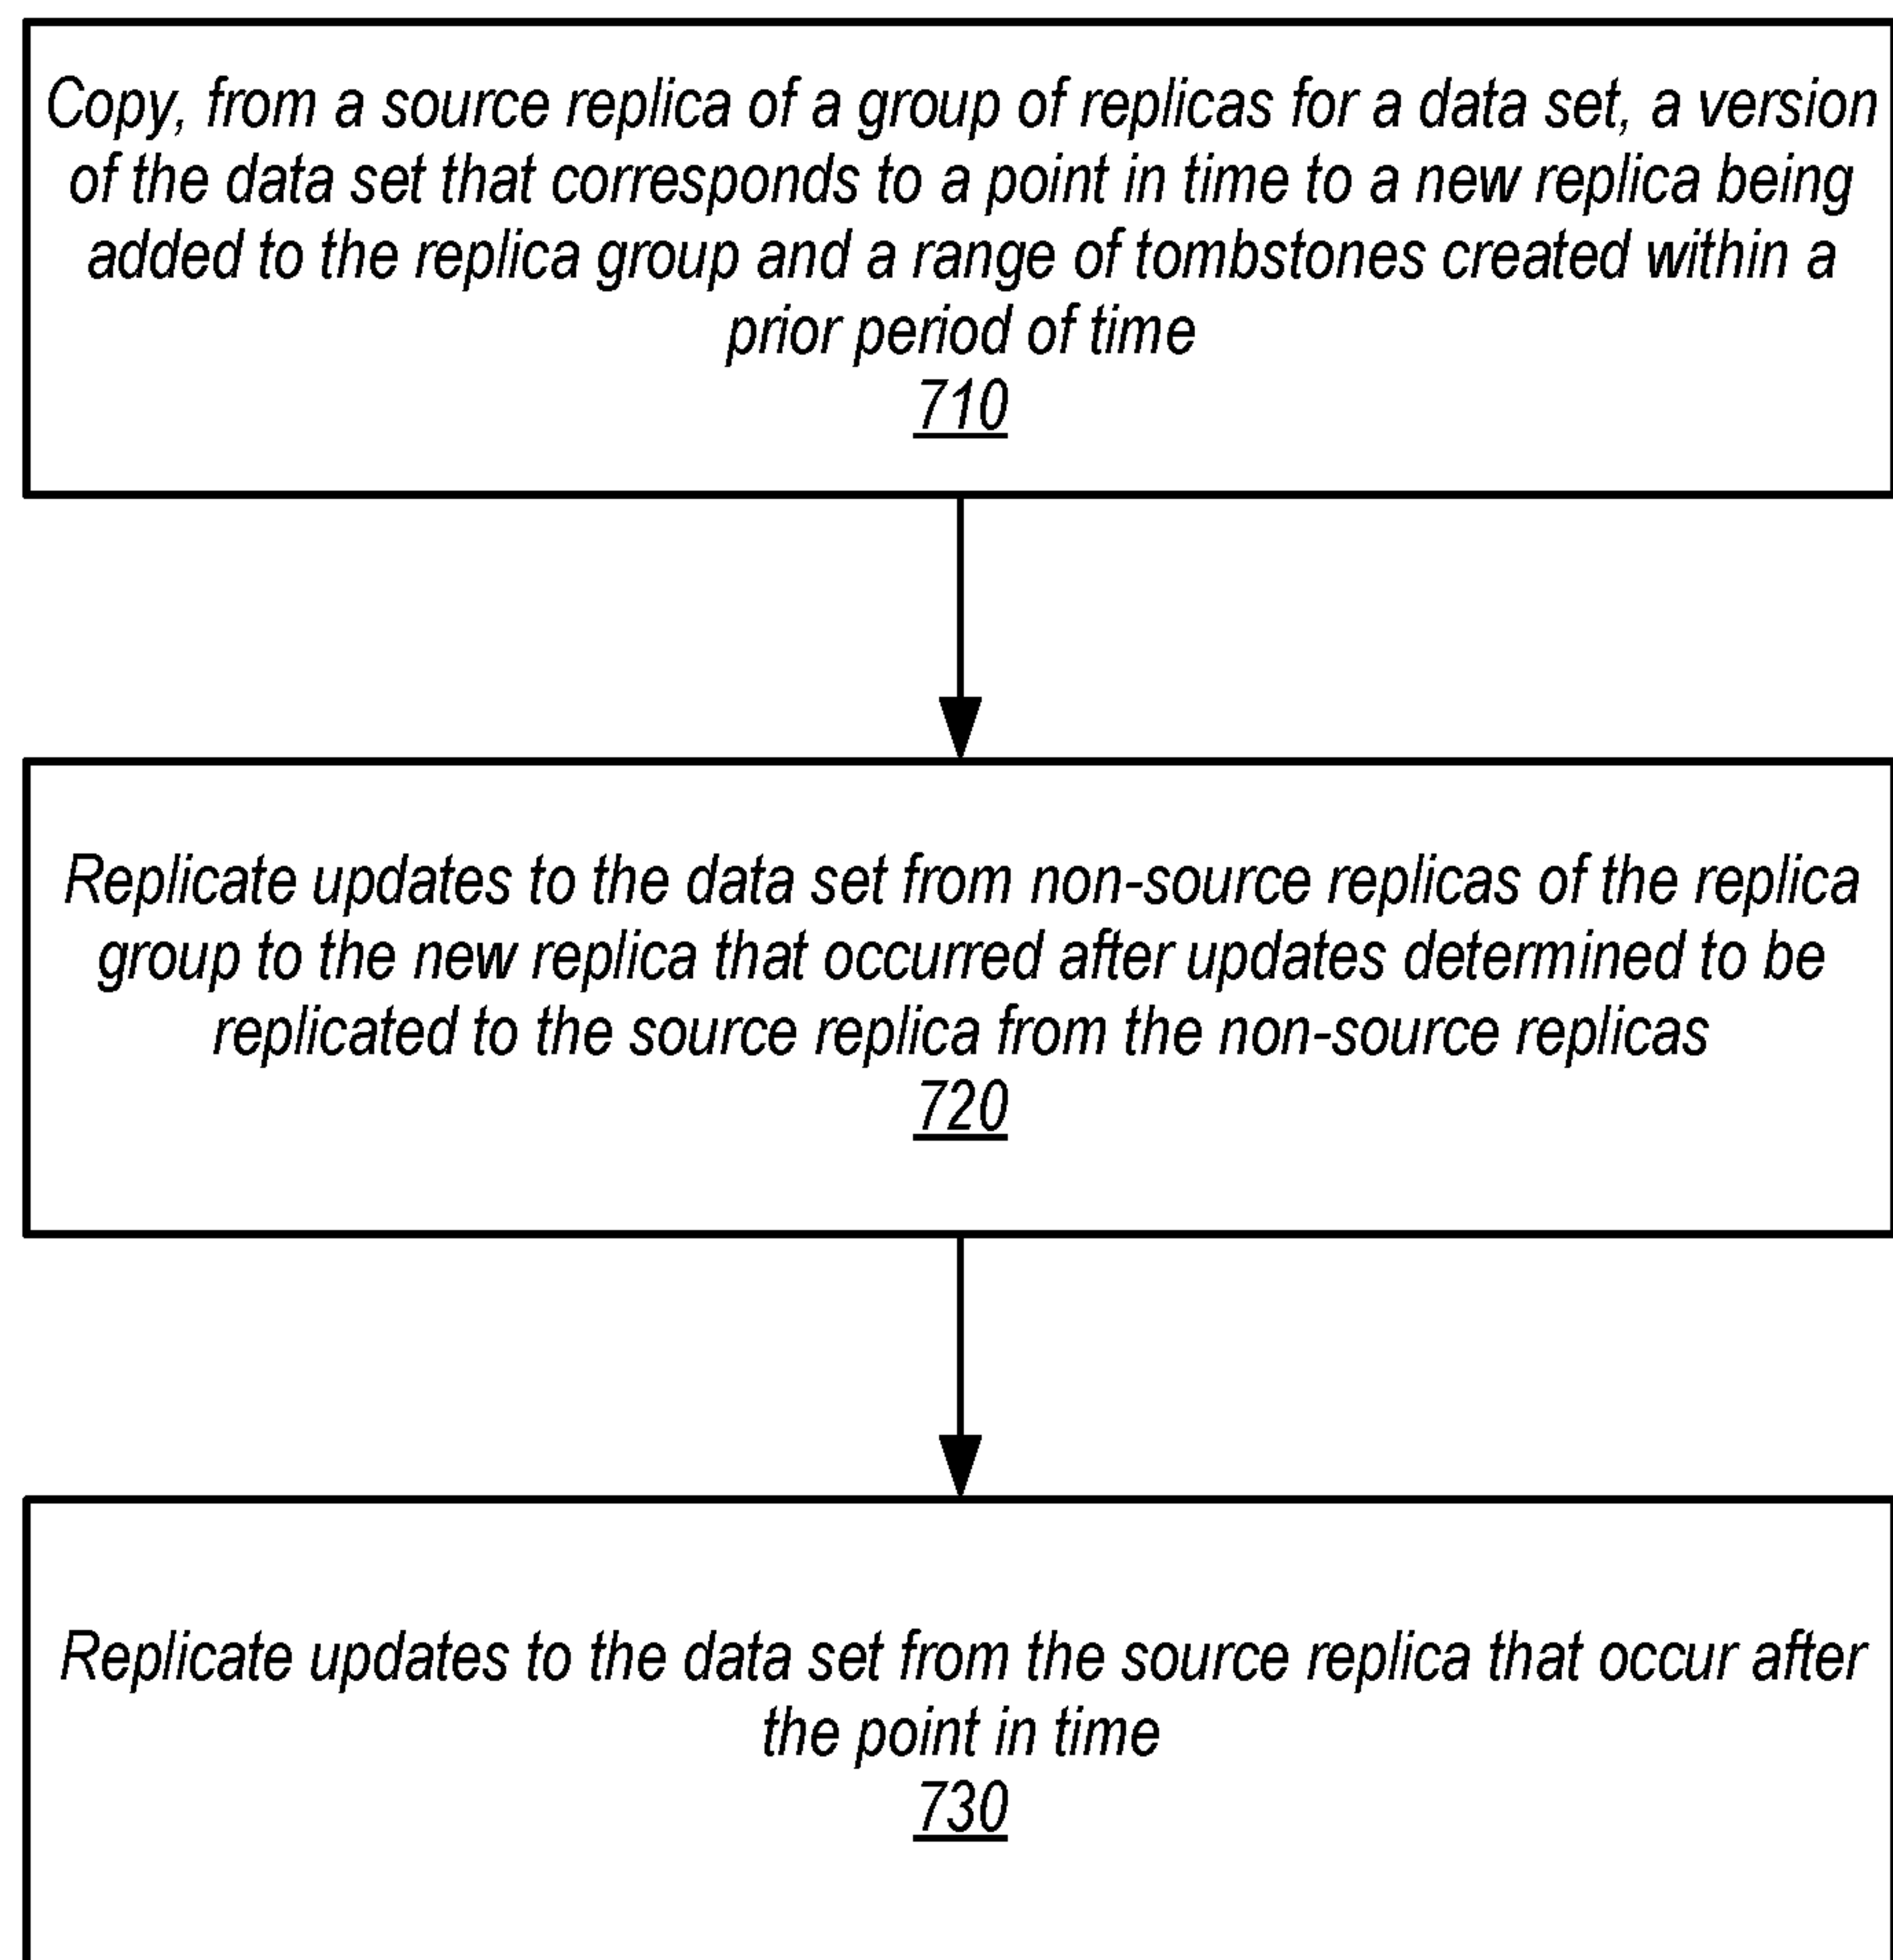 Copy, from a source replica of a group of replicas for a data set, a version
of the data set that corresponds to a point in time to a new replica being
added to the replica group and a range of tombstones created within a
prior period of time
710
Replicate updates to the data set from non-source replicas of the replica
group to the new replica that occurred after updates determined to be
replicated to the source replica from the non-source replicas
720
Replicate updates to the data set from the source replica that occur after
the point in time
730